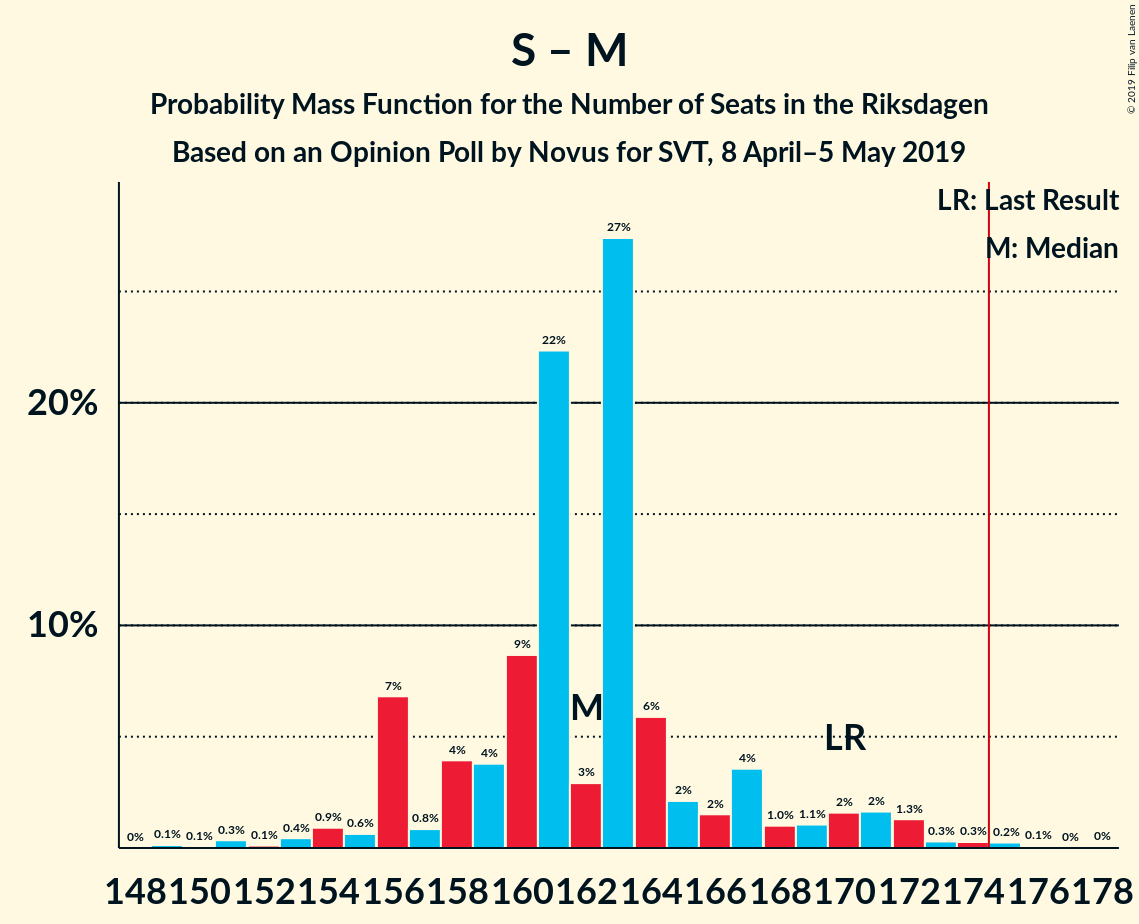 S – M
Probability Mass Function for the Number of Seats in the Riksdagen
Based on an Opinion Poll by Novus for SVT, 8 April–5 May 2019
© 2019 Filip van Laenen
LR: Last Result
M: Median
27%
22%
20%
10%
9%
7%
M
6%
LR
4%
4%
3%
4%
2%
2%
2%
2%
1.3%
1.0%
1.1%
0% 0.1% 0.1% 0.3% 0.1% 0.4% 0.9% 0.6% 0.8% 0.3% 0.3% 0.2% 0.1% 0% 0%
148 150 152 154 156 158 160 162 164 166 168 170 172 174 176 178